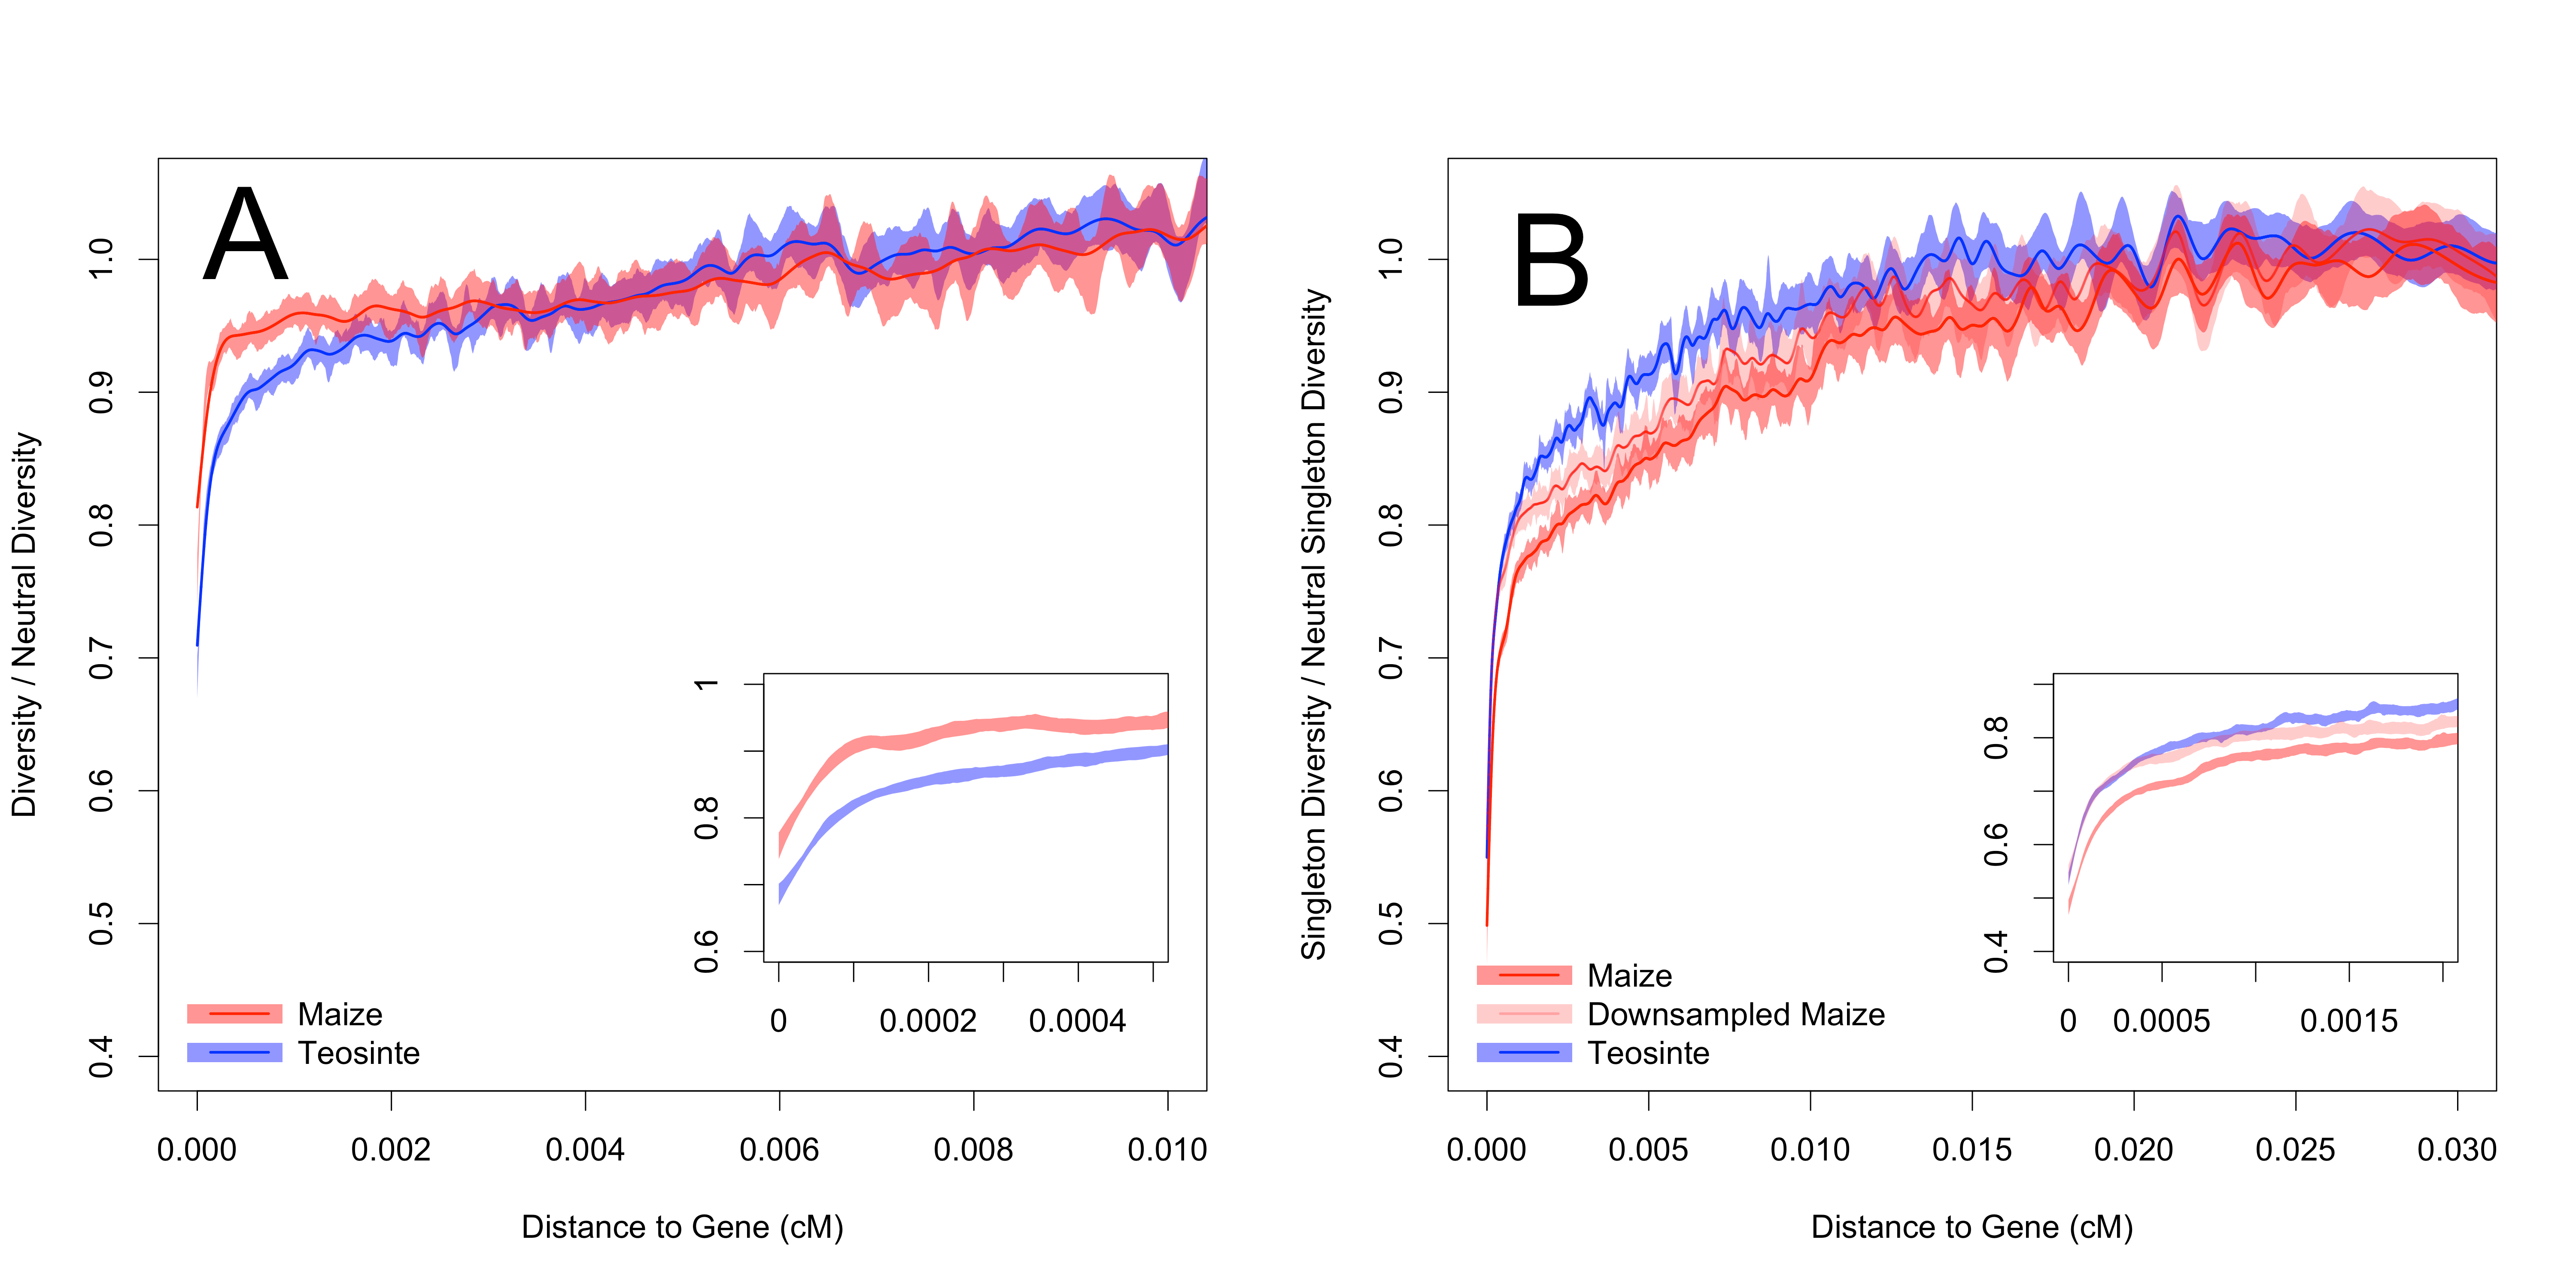 A
Diversity / Neutral Diversity
1.0
0.9
0.8
0.7
0.6
0.5
0.4
1
0.8
0.6
0 0.0002 0.0004
Maize
Teosinte
0.000 0.002 0.004 0.006 0.008 0.010
Distance to Gene (cM)
B
Singleton Diversity / Neutral Singleton Diversity
1.0
0.9
0.8
0.7
0.6
0.5
0.4
0.8
0.6
0.4
0 0.0005 0.0015
Maize
Downsampled Maize
Teosinte
0.000 0.005 0.010 0.015 0.020 0.025 0.030
Distance to Gene (cM)